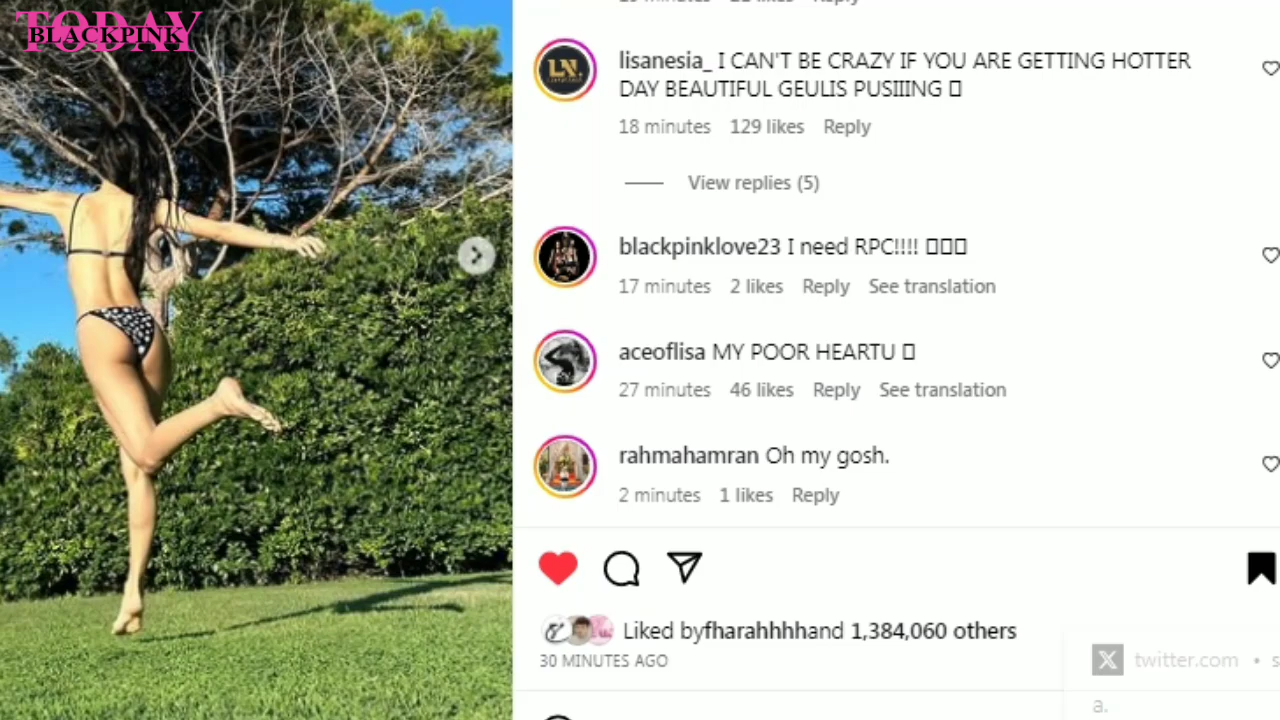 TODAY
BLACKPINK
lisanesia_ I CAN'T BE CRAZY IF YOU ARE GETTING HOTTER
DAY BEAUTIFUL GEULIS PUSIIING
18 minutes 129 likes Reply
View replies (5)
blackpinklove23 I need RPC!!!!
17 minutes 2 likes Reply See translation
aceoflisa MY POOR HEARTU
27 minutes 46 likes Reply See translation
rahmahamran Oh my gosh.
2 minutes 1 likes Reply
Liked byfharahhhhand 1,384,060 others
30 MINUTES AGO
twitter.com • s
a.